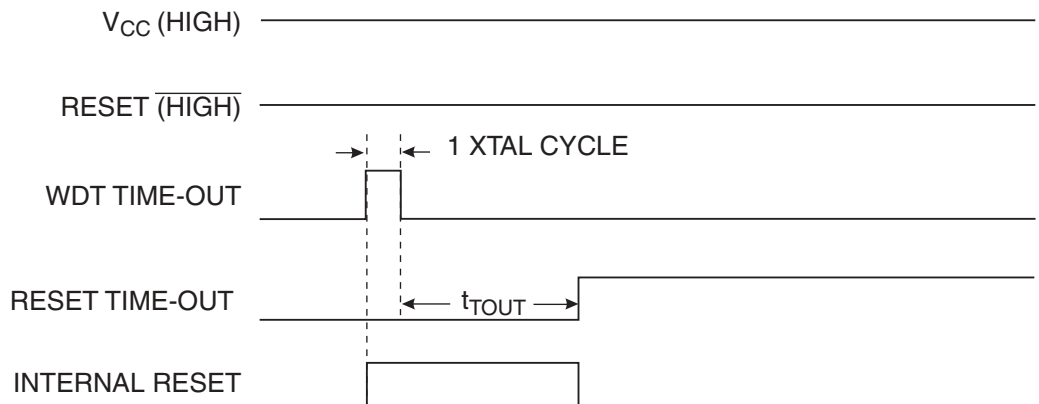 VCC (HIGH)
RESET (HIGH)
1 XTAL CYCLE
WDT TIME-OUT
RESET TIME-OUT
tTOUT
INTERNAL RESET